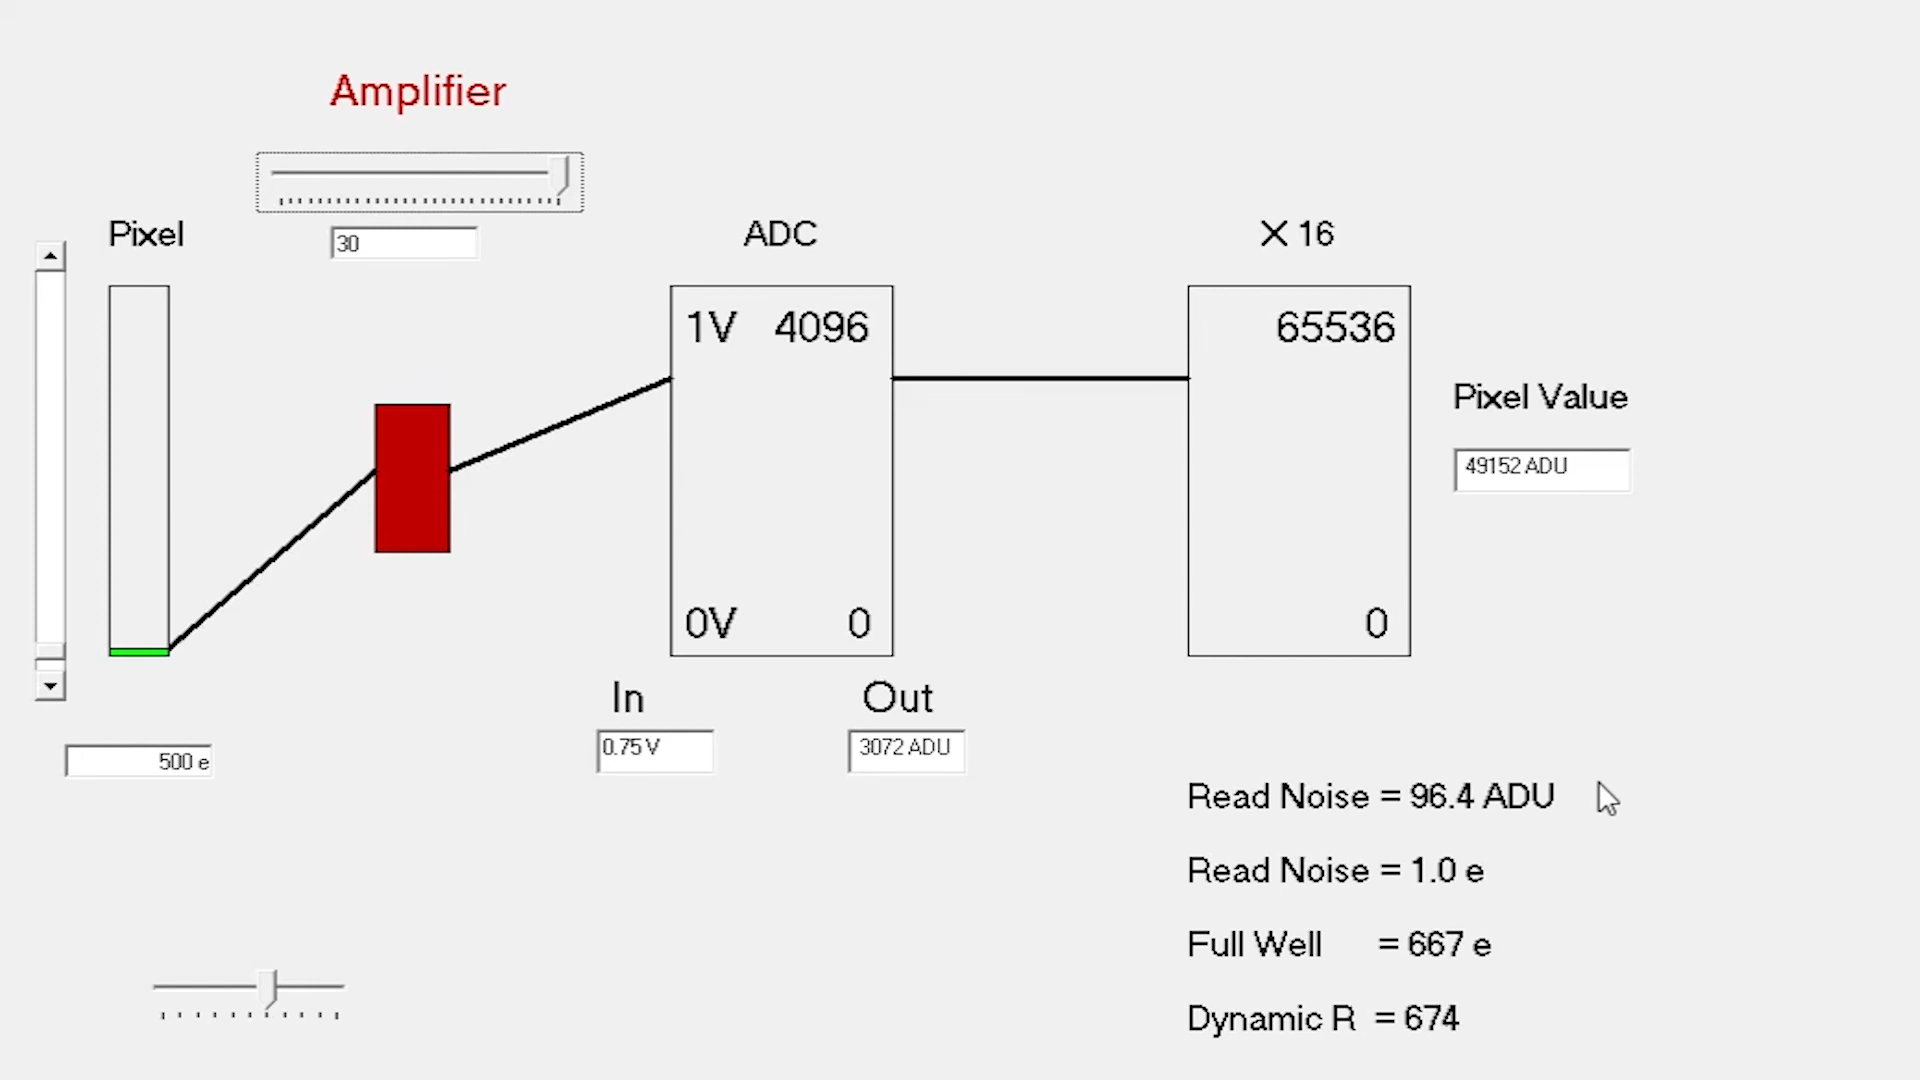 Amplifier
30
Pixel
ADC
X 16
1V 4096
65536
Pixel Value
49152 ADU
0V 0
0
In
Out
0.75 V
3072 ADU
500 e
Read Noise = 96.4 ADU
Read Noise = 1.0 e
Full Well = 667 e
Dynamic R = 674